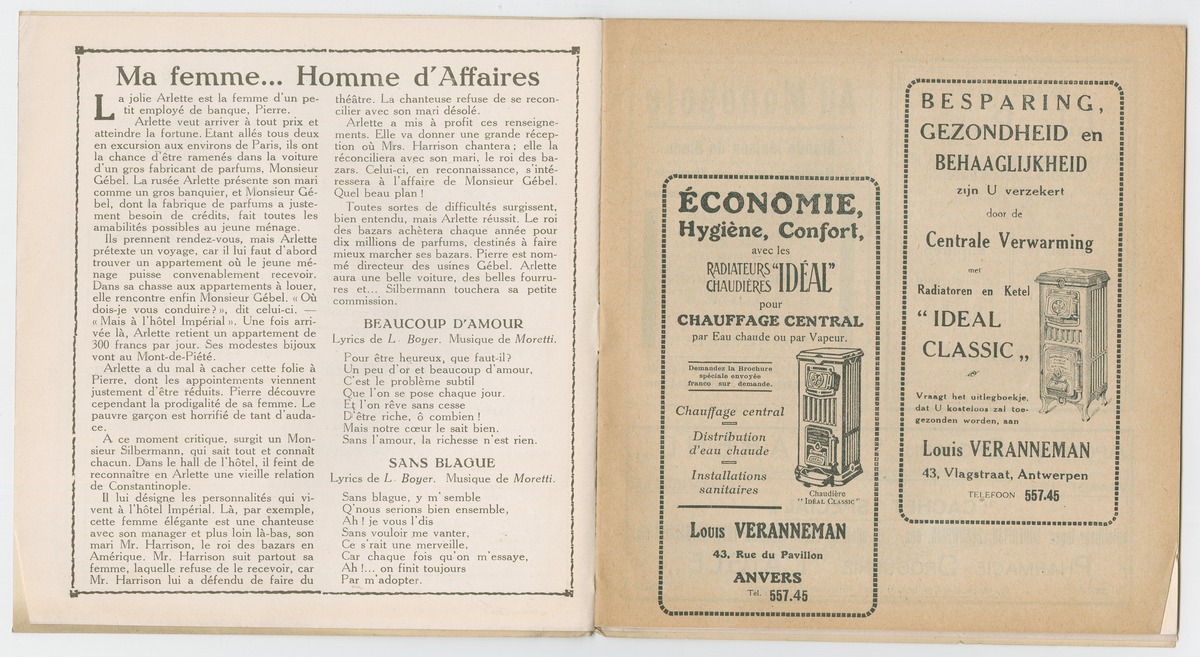 Ma femme... Homme d'Affaires
La jolie Arlette est la femme d'un pe-
tit employé de banque, Pierre.
Arlette veut arriver à tout prix et
atteindre la fortune. Etant allés tous deux
en excursion aux environs de Paris, ils ont
la chance d'être ramenés dans la voiture
d'un gros fabricant de parfums, Monsieur
Gébel. La rusée Arlette présente son mari
comme un gros banquier, et Monsieur Gé-
bel, dont la fabrique de parfums a juste-
ment besoin de crédits, fait toutes les
amabilités possibles au jeune ménage.
Ils prennent rendez-vous, mais Arlette
prétexte un voyage, car il lui faut d'abord
trouver un appartement où le jeune mé-
nage puisse convenablement recevoir.
Dans sa chasse aux appartements à louer,
elle rencontre enfin Monsieur Gébel. « Où
dois-je vous conduire? », dit celui-ci. —
« Mais à l'hôtel Impérial ». Une fois arri-
vée là, Arlette retient un appartement de
300 francs par jour. Ses modestes bijoux
vont au Mont-de-Piété.
Arlette a du mal à cacher cette folie à
Pierre, dont les appointements viennent
justement d'être réduits. Pierre découvre
cependant la prodigalité de sa femme. Le
pauvre garçon est horrifié de tant d'auda-
ce.
A ce moment critique, surgit un Mon-
sieur Silbermann, qui sait tout et connaît
chacun. Dans le hall de l'hôtel, il feint de
reconnaître en Arlette une vieille relation
de Constantinople.
Il lui désigne les personnalités qui vi-
vent à l'hôtel Impérial. Là, par exemple,
cette femme élégante est une chanteuse
avec son manager et plus loin là-bas, son
mari Mr. Harrison, le roi des bazars en
Amérique. Mr. Harrison suit partout sa
femme, laquelle refuse de le recevoir, car
Mr. Harrison lui a défendu de faire du
théâtre. La chanteuse refuse de se recon-
cilier avec son mari désolé.
Arlette a mis à profit ces renseigne-
ments. Elle va donner une grande récep-
tion où Mrs. Harrison chantera ; elle la
réconciliera avec son mari, le roi des ba-
zars. Celui-ci, en reconnaissance, s'inté-
ressera à l'affaire de Monsieur Gébel.
Quel beau plan !
Toutes sortes de difficultés surgissent,
bien entendu, mais Arlette réussit. Le roi
des bazars achètera chaque année pour
dix millions de parfums, destinés à faire
mieux marcher ses bazars. Pierre est nom-
mé directeur des usines Gébel. Arlette
aura une belle voiture, des belles fourru-
res et... Silbermann touchera sa petite
commission.
BEAUCOUP D'AMOUR
Lyrics de L. Boyer. Musique de Moretti.
Pour être heureux, que faut-il?
Un peu d'or et beaucoup d'amour,
C'est le problème subtil
Que l'on se pose chaque jour.
Et l'on rêve sans cesse
D'être riche, ô combien !
Mais notre cœur le sait bien.
Sans l'amour, la richesse n'est rien.
SANS BLAGUE
Lyrics de L. Boyer. Musique de Moretti.
Sans blague, y m' semble
Q'nous serions bien ensemble,
Ah ! je vous l'dis
Sans vouloir me vanter,
Ce s'rait une merveille,
Car chaque fois qu'on m'essaye,
Ah !... on finit toujours
Par m'adopter.
ÉCONOMIE,
Hygiène, Confort,
avec les
RADIATEURS
CHAUDIÈRES "IDÉAL"
pour
CHAUFFAGE CENTRAL
par Eau chaude ou par Vapeur.
Demandez la Brochure
spéciale envoyée
franco sur demande.
Chauffage central
Distribution
d'eau chaude
Installations
sanitaires
Chaudière
"IDÉAL CLASSIC"
Louis VERANNEMAN
43, Rue du Pavillon
ANVERS
Tél. 557.45
BESPARING,
GEZONDHEID en
BEHAAGLIJKHEID
zijn U verzekert
door de
Centrale Verwarming
met
Radiatoren en Ketel
" IDEAL
CLASSIC „
Vraagt het uitlegboekje,
dat U kosteloos zal toe-
gezonden worden, aan
Louis VERANNEMAN
43, Vlagstraat, Antwerpen
TELEFOON 557.45